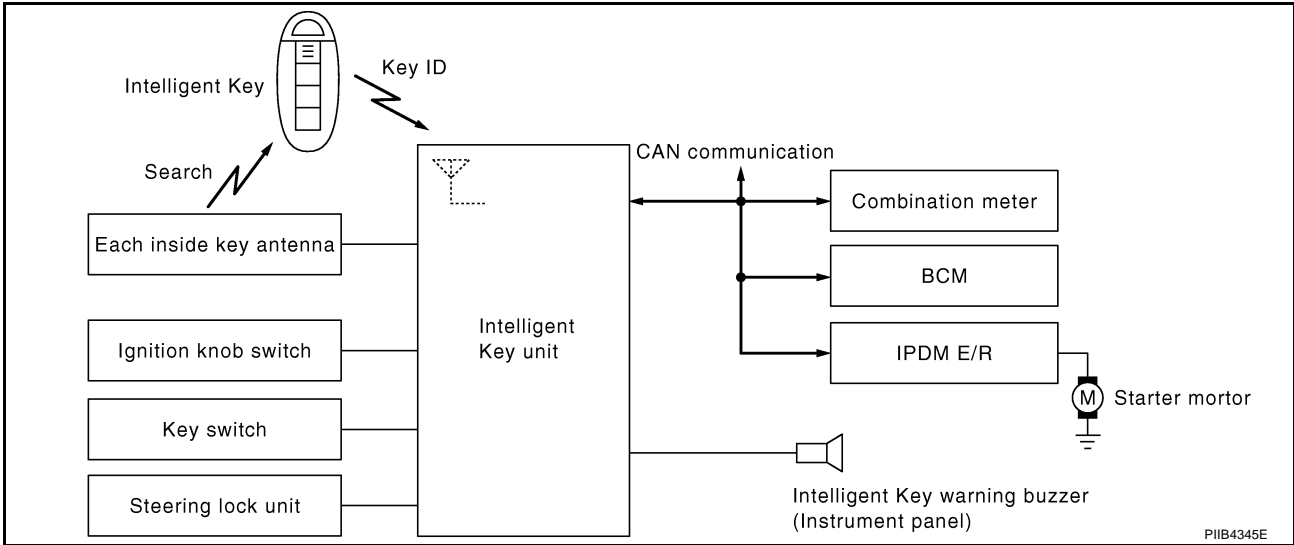 Intelligent Key
Key ID
Search
CAN communication
Each inside key antenna
Combination meter
BCM
Ignition knob switch
Intelligent
Key unit
IPDM E/R
Key switch
M
Starter mortor
Steering lock unit
Intelligent Key warning buzzer
(Instrument panel)
PIIB4345E